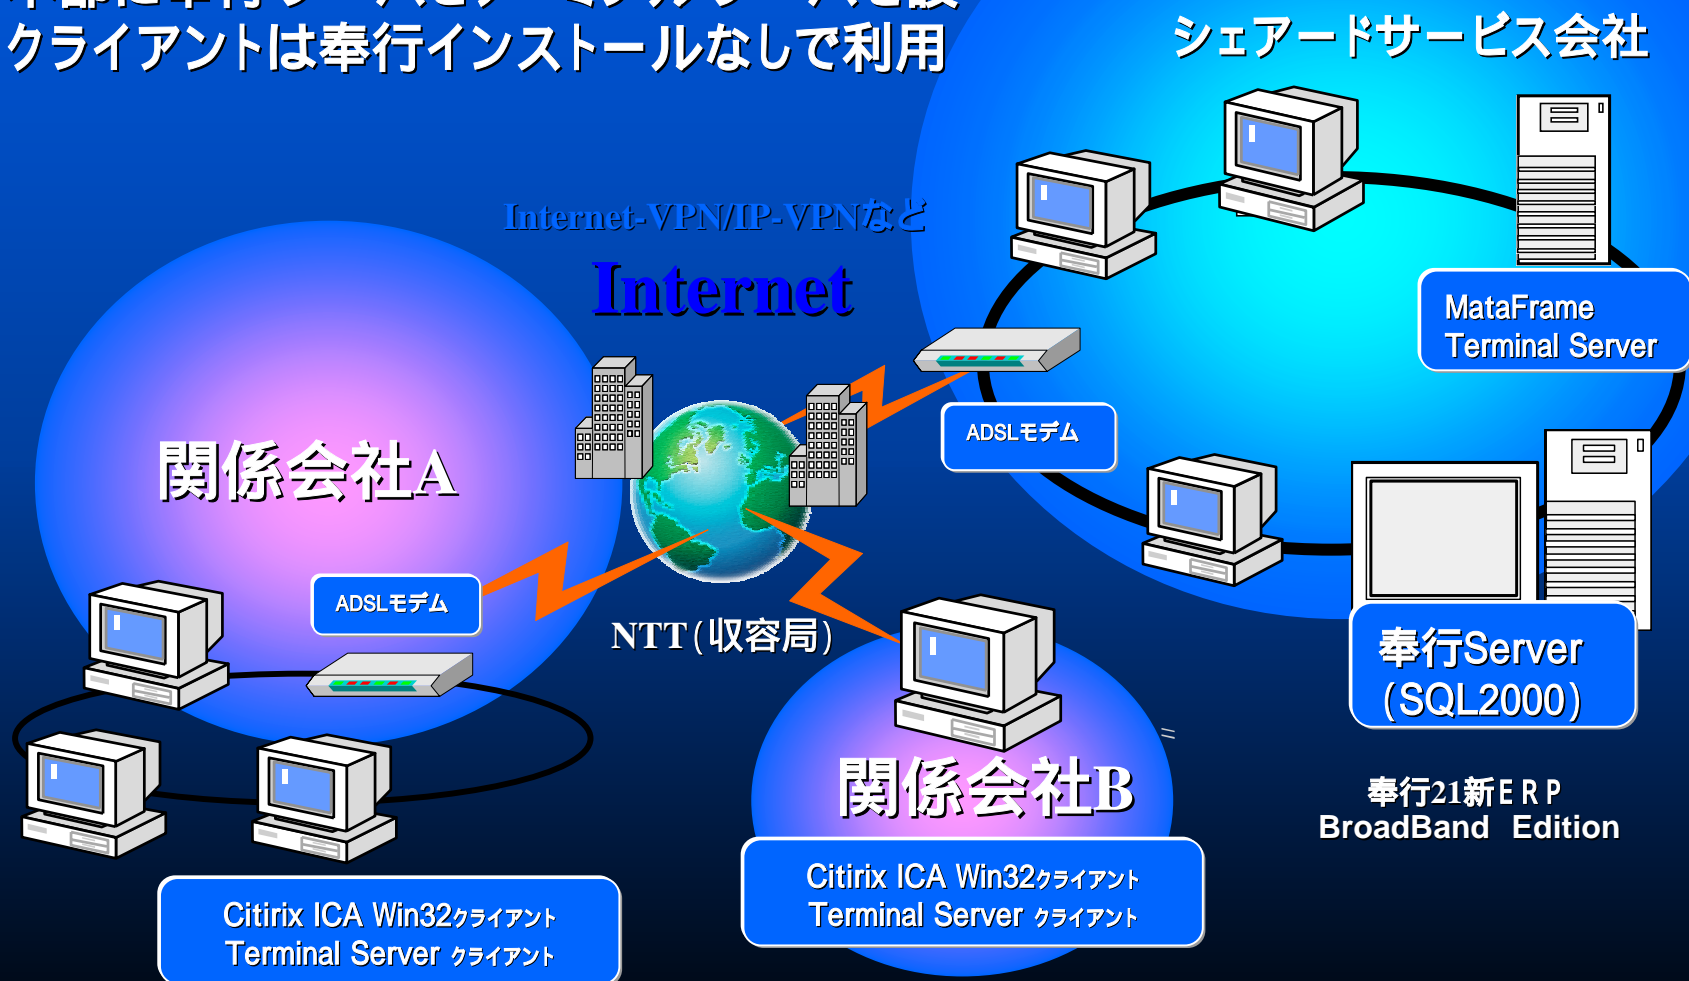 クライアントは奉行インストールなしで利用
シェアードサービス会社
Internet-VPN/IP-VPNなど
Internet
MataFrame
Terminal Server
ADSLモデム
関係会社A
ADSLモデム
NTT(収容局)
奉行Server
(SQL2000)
関係会社B
奉行21新ERP
BroadBand Edition
Citirix ICA Win32クライアント
Terminal Server クライアント
Citirix ICA Win32クライアント
Terminal Server クライアント